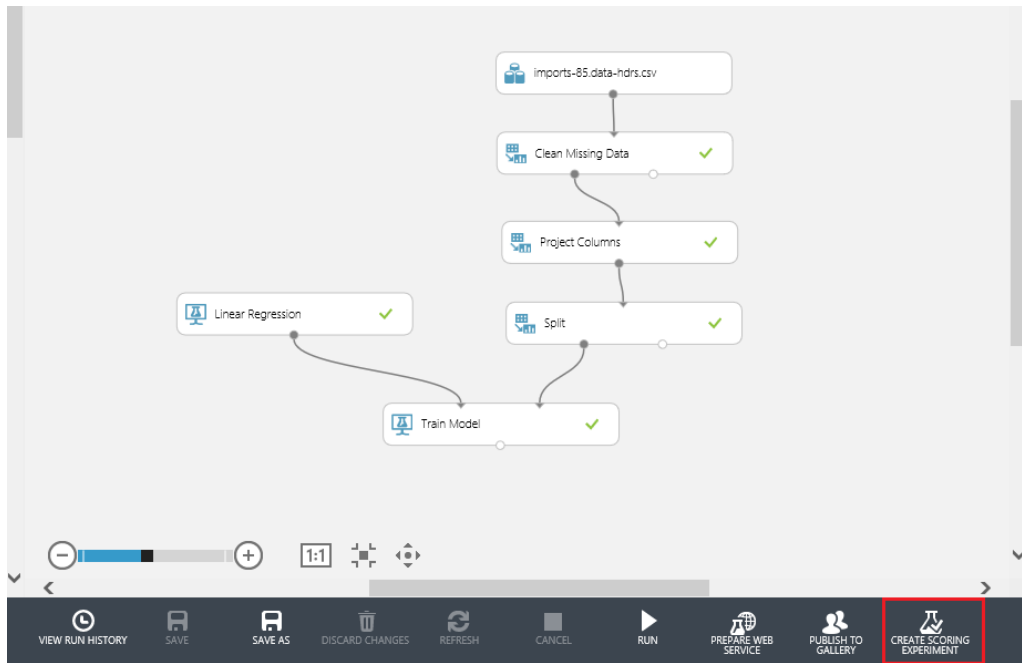 imports-85.data-hdrs.csv
Clean Missing Data
Project Columns
Linear Regression
Split
Train Model
1:1
VIEW RUN HISTORY
SAVE
SAVE AS
DISCARD CHANGES
REFRESH
CANCEL
RUN
PREPARE WEB
SERVICE
PUBLISH TO
GALLERY
CREATE SCORING
EXPERIMENT